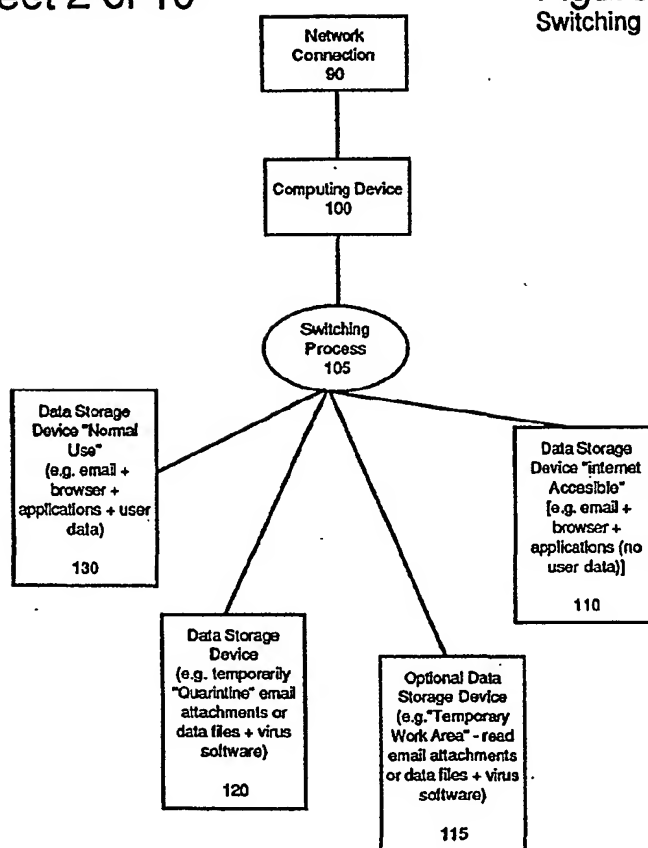 2 of 10
Switching
Network
Connection
90
Computing Device
100
Switching
Process
105
Data Storage
Device "Normal
Use"
(e.g. email +
browser +
applications + user
data)
130
Data Storage
Device "internet
Accesible"
[e.g. email +
browser +
applications (no
user data)]
110
Data Storage
Device
(e.g. temporarily
"Quarintine" email
attachments or
data files + virus
software)
120
Optional Data
Storage Device
(e.g."Temporary
Work Area" - read
email attachments
or data files + virus
software)
115